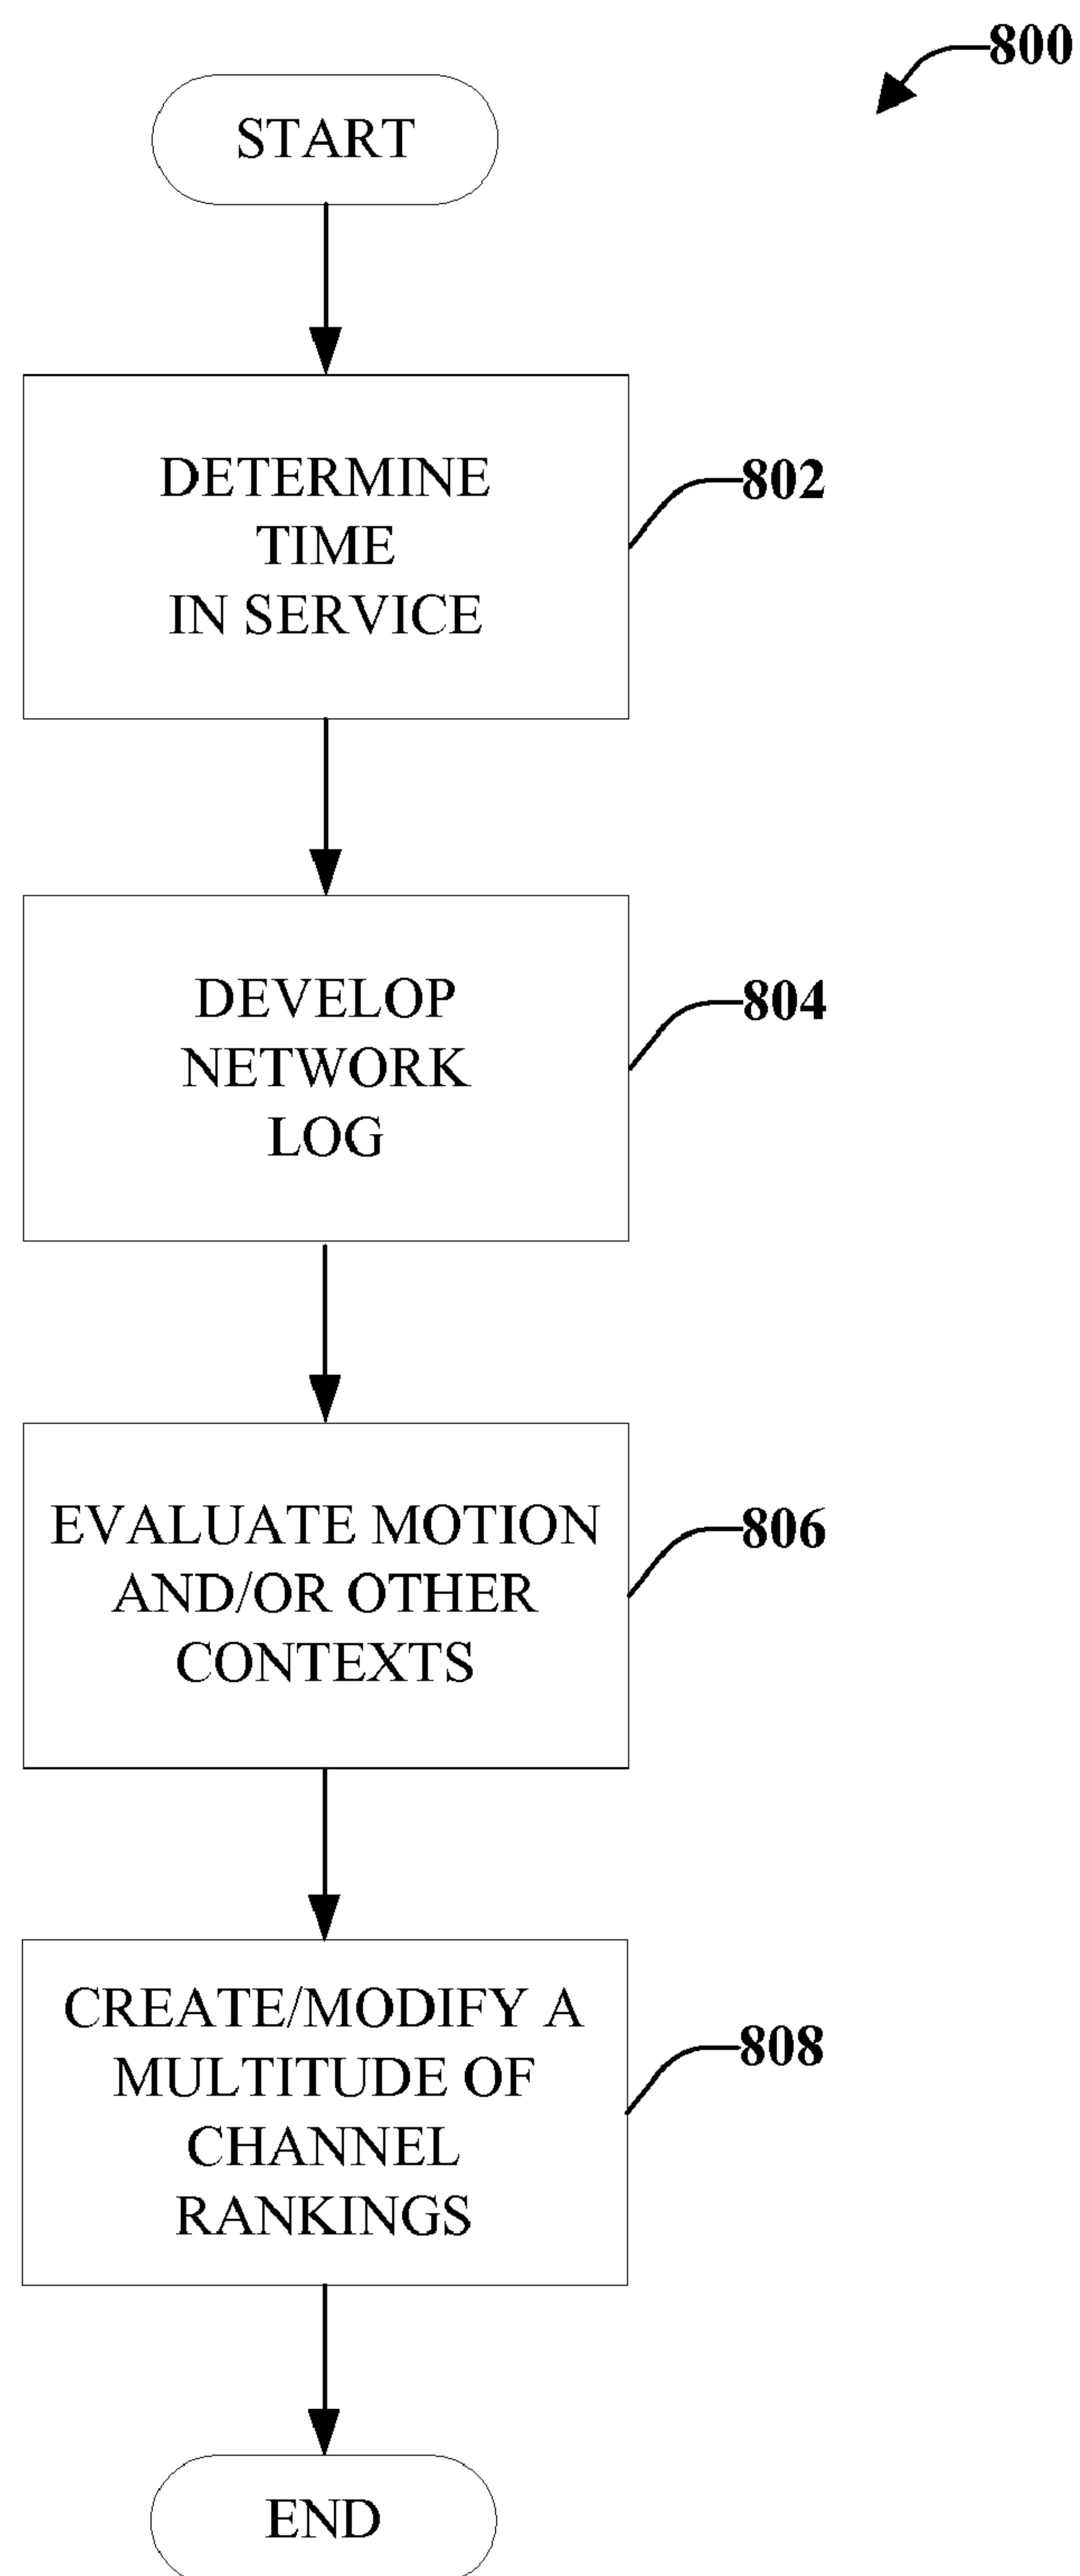 800
START
DETERMINE
TIME
IN SERVICE
802
DEVELOP
NETWORK
LOG
804
EVALUATE MOTION
AND/OR OTHER
CONTEXTS
806
CREATE/MODIFY A
MULTITUDE OF
CHANNEL
RANKINGS
808
END